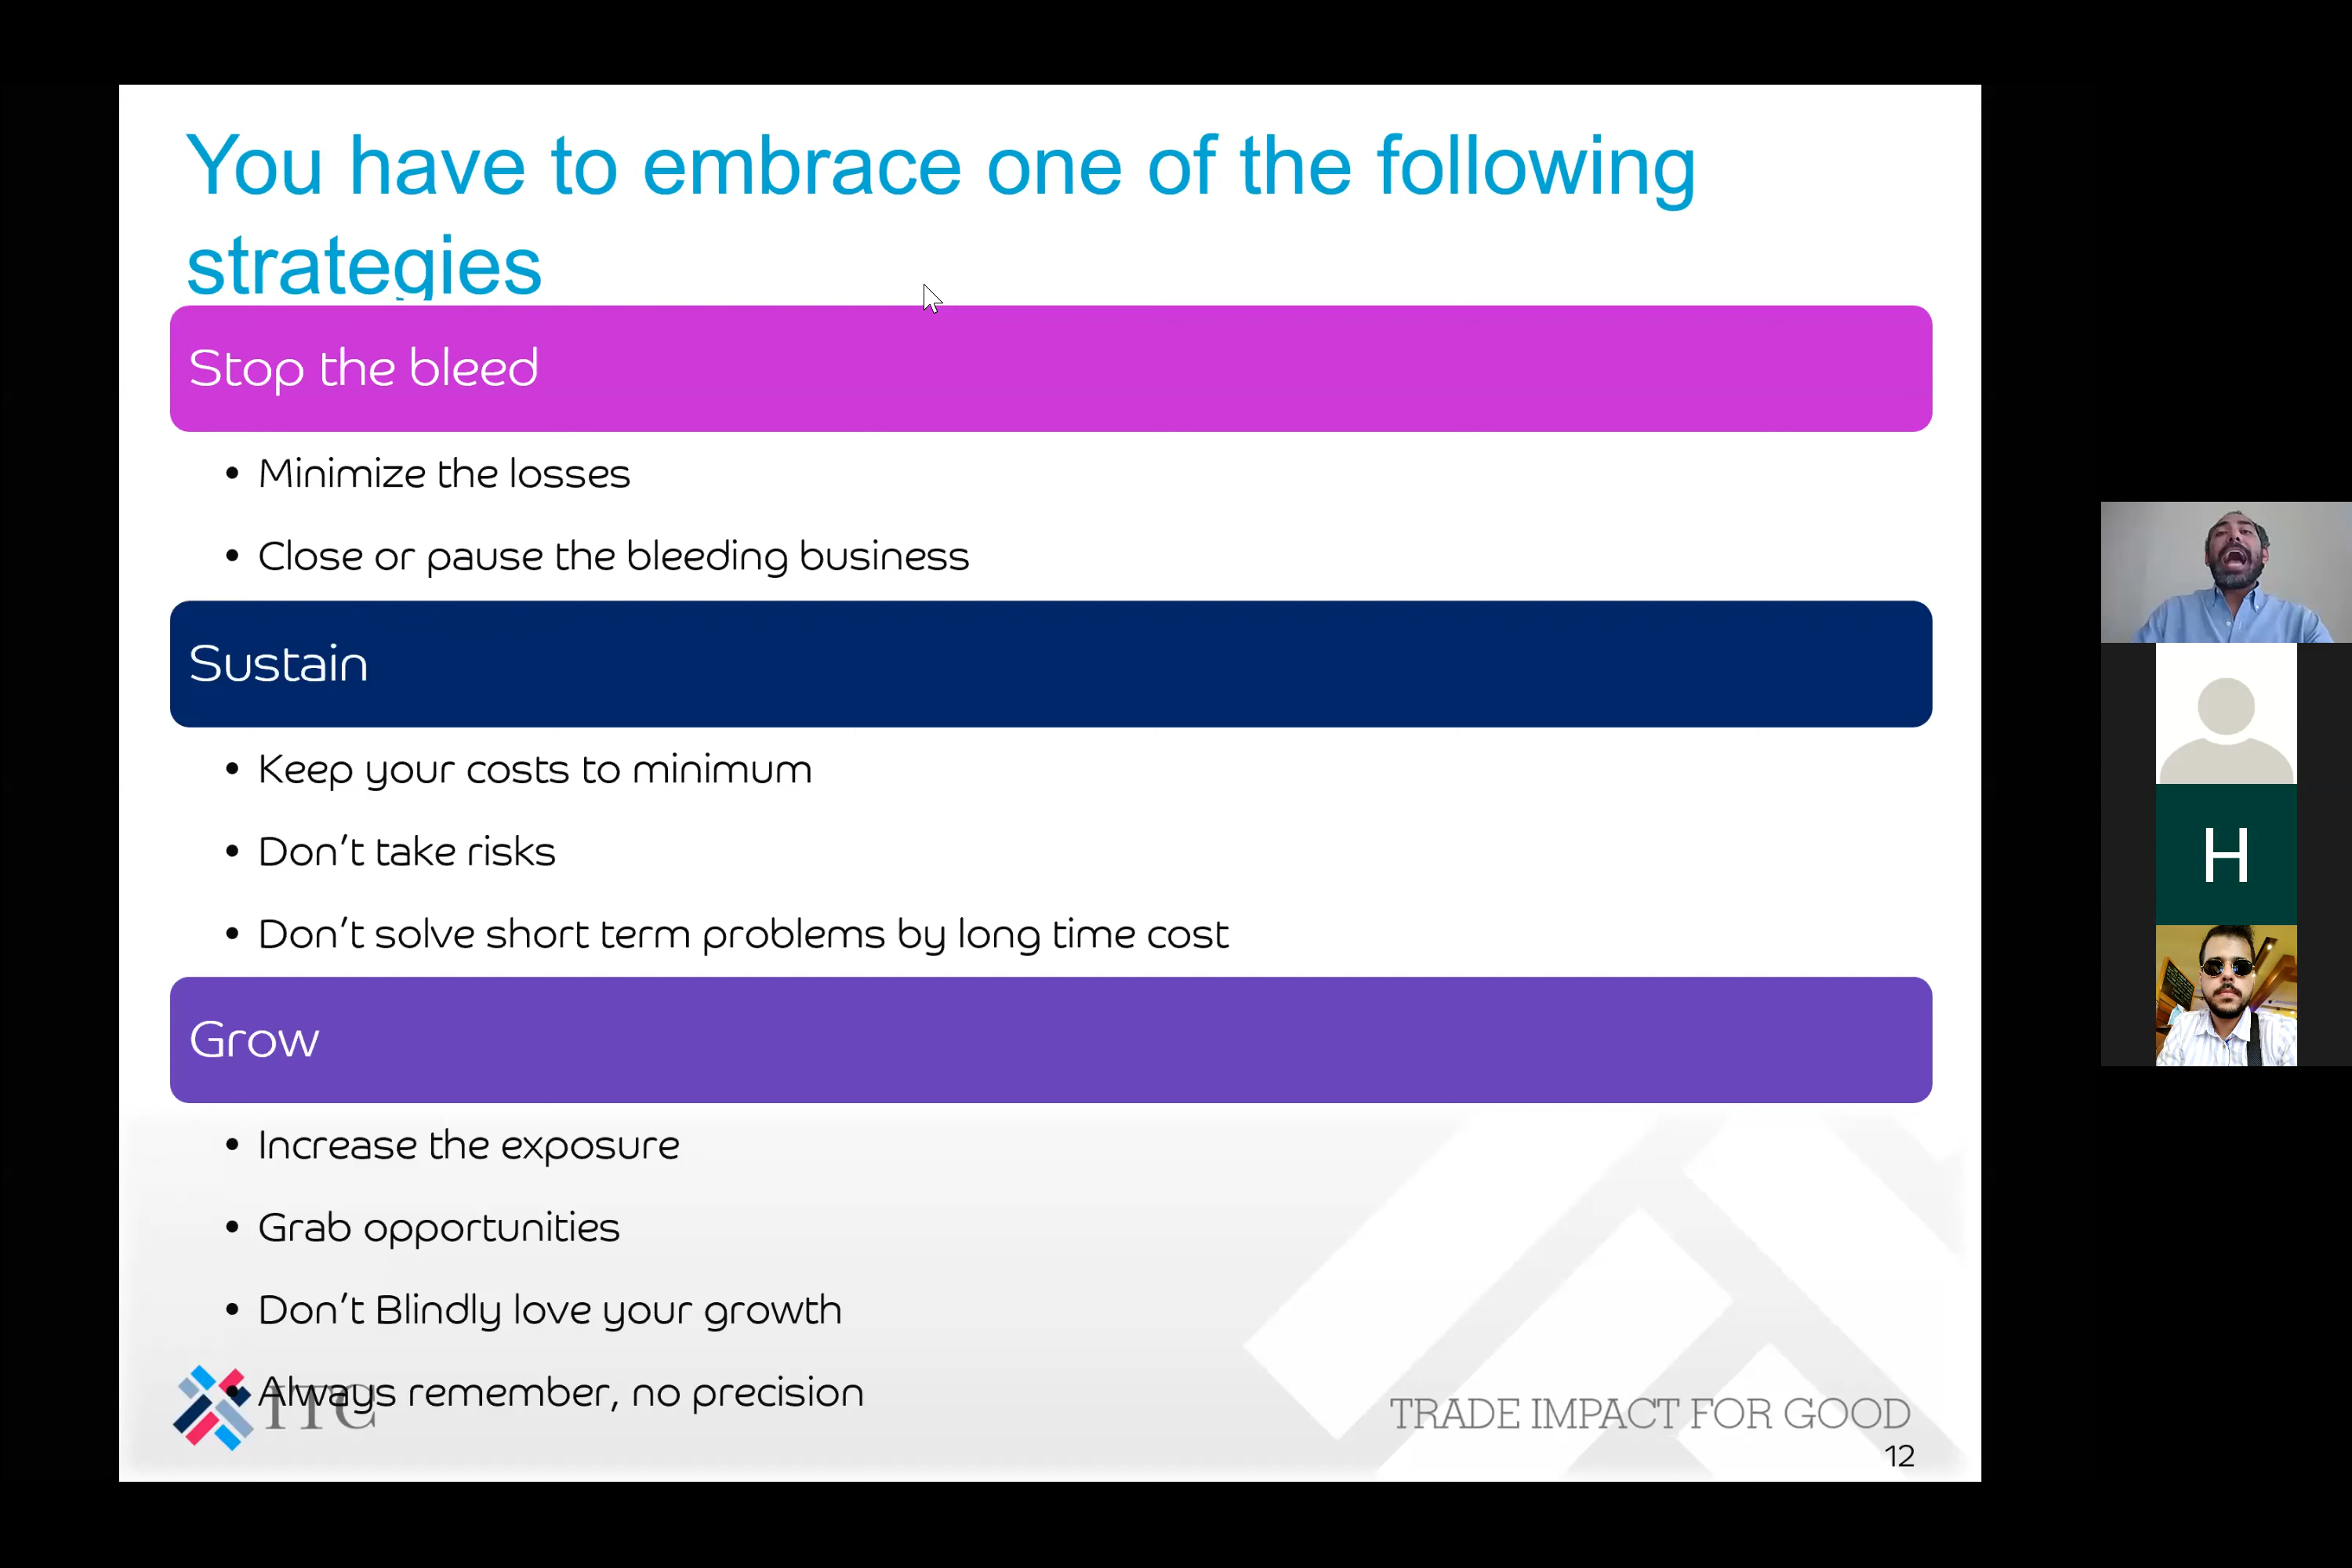 You have to embrace one of the following
strategies
Stop the bleed
• Minimize the losses
• Close or pause the bleeding business
Sustain
• Keep your costs to minimum
• Don't take risks
• Don't solve short term problems by long time cost
Grow
• Increase the exposure
• Grab opportunities
• Don't Blindly love your growth
• Always remember, no precision
ITC
TRADE IMPACT FOR GOOD
12
H